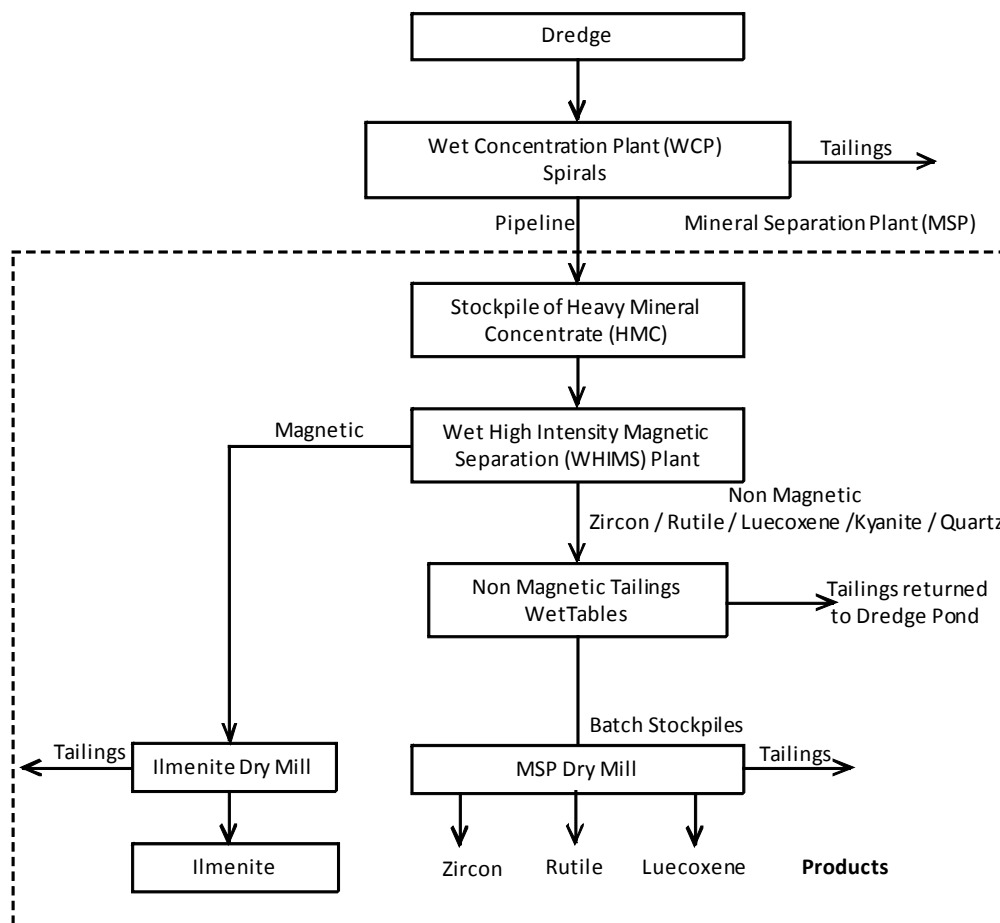 Dredge
Wet Concentration Plant (WCP)
Spirals
Tailings
Pipeline
Mineral Separation Plant (MSP)
Stockpile of Heavy Mineral
Concentrate (HMC)
Magnetic
Wet High Intensity Magnetic
Separation (WHIMS) Plant
Non Magnetic
Zircon / Rutile / Luecoxene /Kyanite / Quartz
Non Magnetic Tailings
WetTables
Tailings returned
to Dredge Pond
Batch Stockpiles
Tailings
Ilmenite Dry Mill
MSP Dry Mill
Tailings
Ilmenite
Zircon
Rutile
Luecoxene
Products